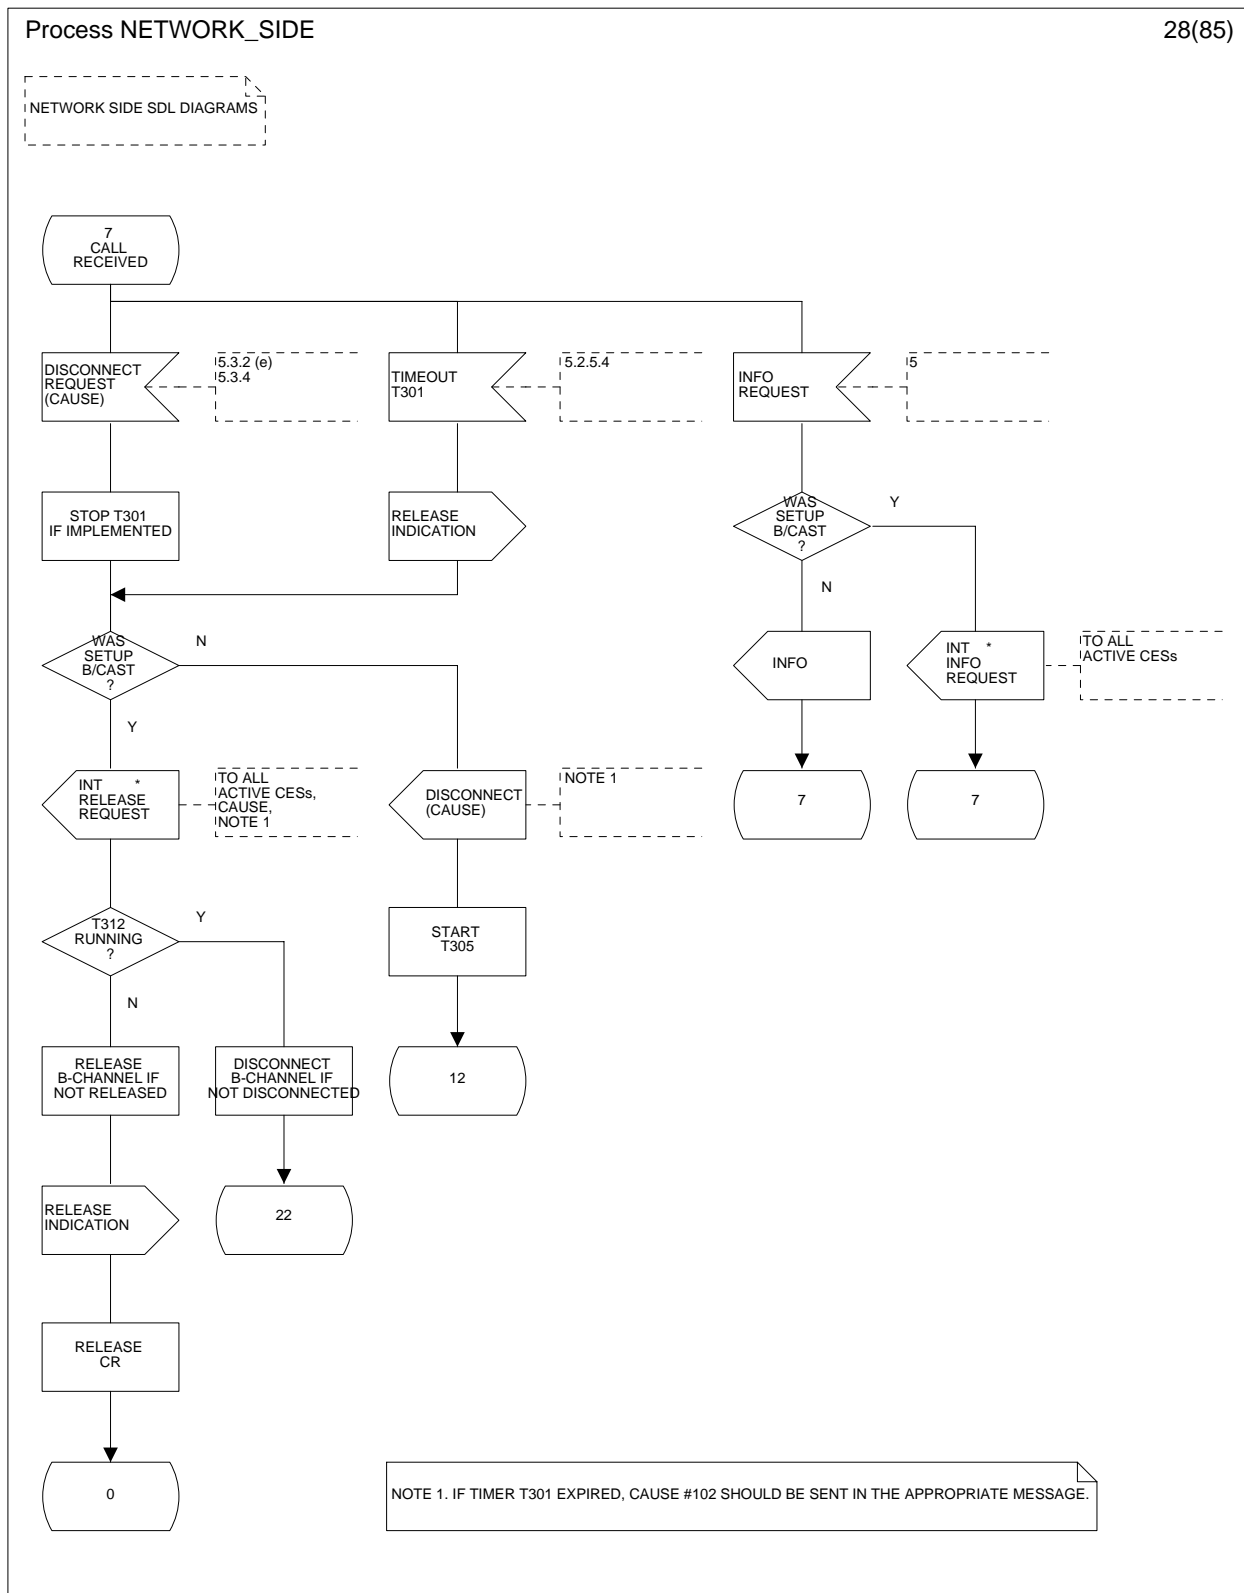 Process NETWORK_SIDE
28(85)
NETWORK SIDE SDL DIAGRAMS
7
CALL
RECEIVED
DISCONNECT
REQUEST
(CAUSE)
5.3.2 (e)
5.3.4
TIMEOUT
T301
5.2.5.4
INFO
REQUEST
5
STOP T301
IF IMPLEMENTED
RELEASE
INDICATION
WAS
SETUP
B/CAST
?
Y
N
WAS
SETUP
B/CAST
?
N
Y
INFO
INT *
INFO
REQUEST
TO ALL
ACTIVE CESs
INT *
RELEASE
REQUEST
TO ALL
ACTIVE CESs,
CAUSE,
NOTE 1
DISCONNECT
(CAUSE)
NOTE 1
7
7
T312
RUNNING
?
Y
N
START
T305
RELEASE
B-CHANNEL IF
NOT RELEASED
DISCONNECT
B-CHANNEL IF
NOT DISCONNECTED
12
RELEASE
INDICATION
22
RELEASE
CR
0
NOTE 1. IF TIMER T301 EXPIRED, CAUSE #102 SHOULD BE SENT IN THE APPROPRIATE MESSAGE.